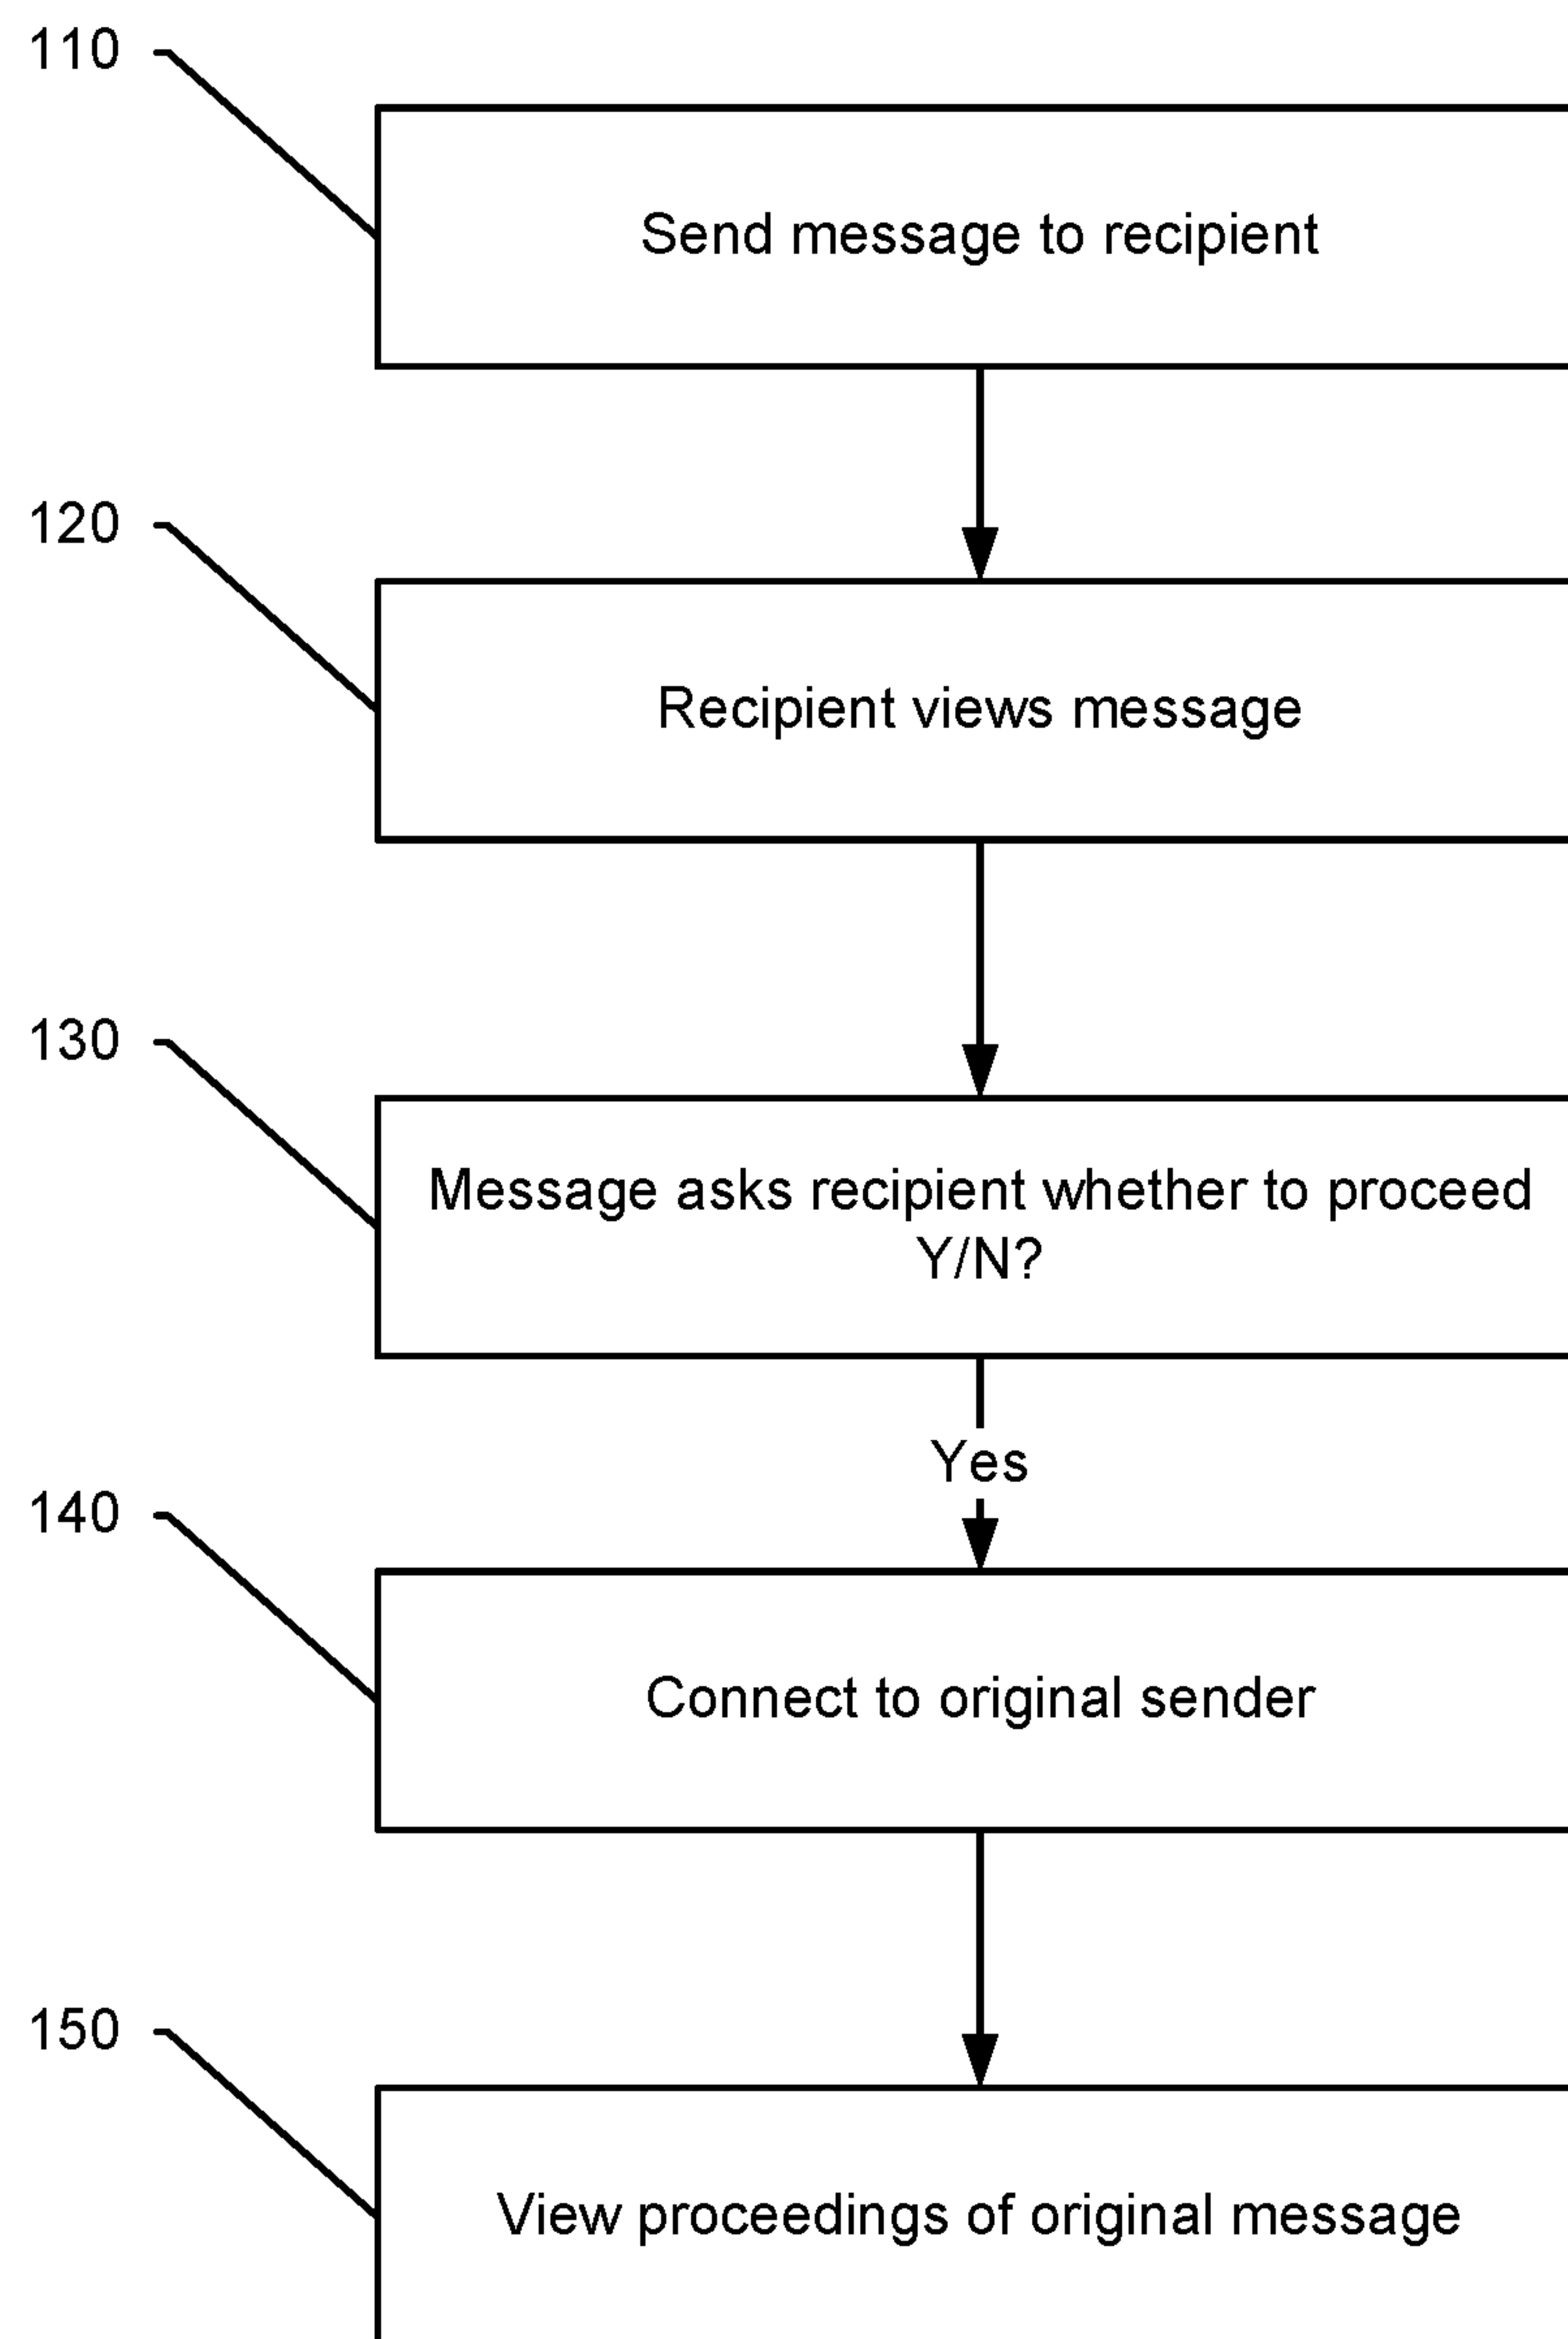 110
Send message to recipient
120
Recipient views message
130
Message asks recipient whether to proceed
Y/N?
Yes
140
Connect to original sender
150
View proceedings of original message